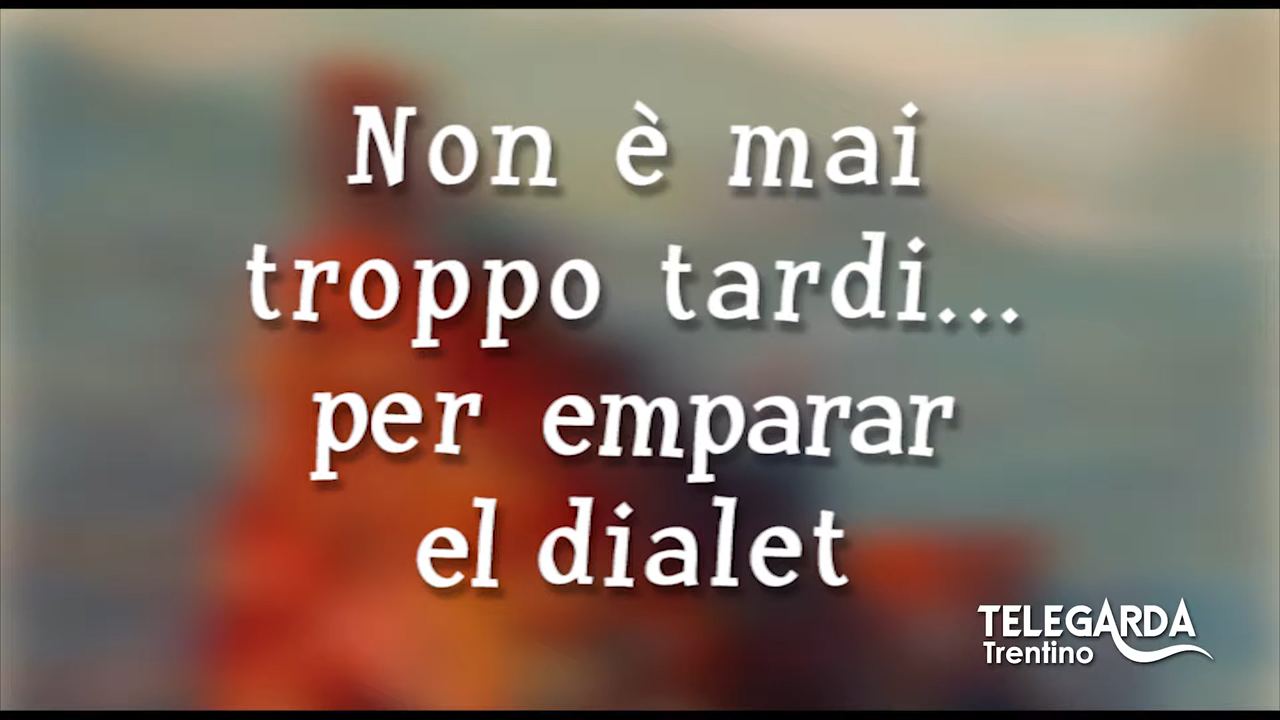 Non è mai
troppo tardi...
per emparar
el dialet
TELEGARDA
Trentino